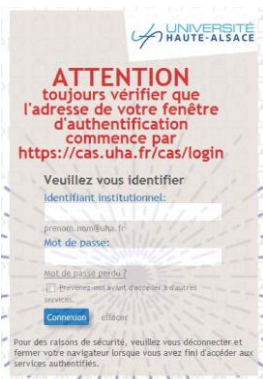 UNIVERSITÉ
HAUTE-ALSACE
ATTENTION
toujours vérifier que
l'adresse de votre fenêtre
d'authentification
commence par
https://cas.uha.fr/cas/login
Veuillez vous identifier
Identifiant institutionnel:
prenom.nom@uha.fr
Mot de passe:
Mot de passe perdu ?
Prévenez-moi avant d'accéder à d'autres
services.
Connexion effacer
Pour des raisons de sécurité, veuillez vous déconnecter et
fermer votre navigateur lorsque vous avez fini d'accéder aux
services authentifiés.